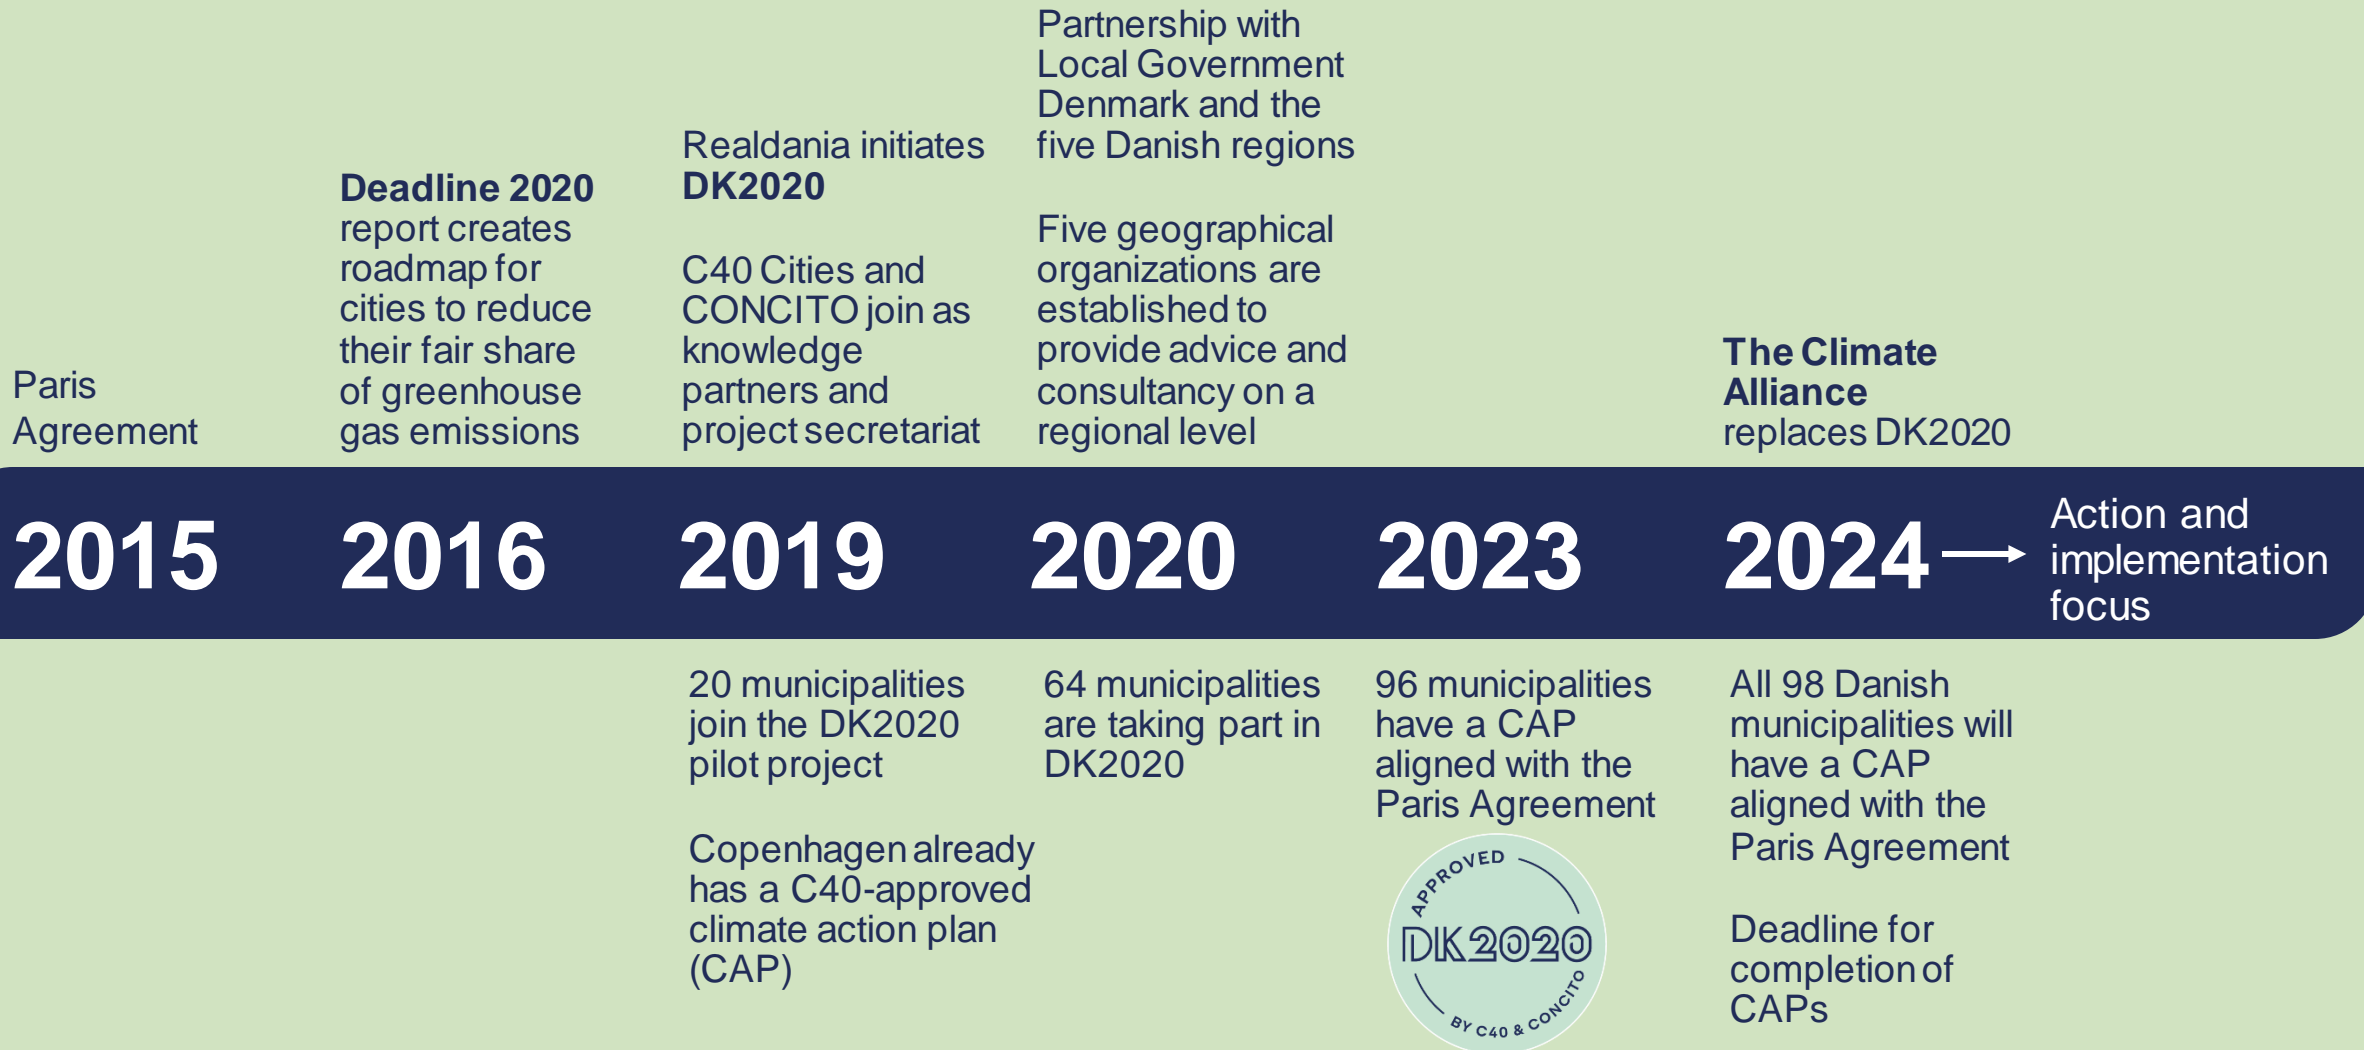 Paris
Agreement
Deadline 2020
report creates
roadmap for
cities to reduce
their fair share
of greenhouse
gas emissions
Realdania initiates
DK2020
C40 Cities and
CONCITO join as
knowledge
partners and
project secretariat
Partnership with
Local Government
Denmark and the
five Danish regions
Five geographical
organizations are
established to
provide advice and
consultancy on a
regional level
The Climate
Alliance
replaces DK2020
2015
2016
2019
2020
2023
2024
Action and
implementation
focus
20 municipalities
join the DK2020
pilot project
Copenhagen already
has a C40-approved
climate action plan
(CAP)
64 municipalities
are taking part in
DK2020
96 municipalities
have a CAP
aligned with the
Paris Agreement
APPROVED
DK2020
BY C40 & CONCITO
All 98 Danish
municipalities will
have a CAP
aligned with the
Paris Agreement
Deadline for
completion of
CAPs